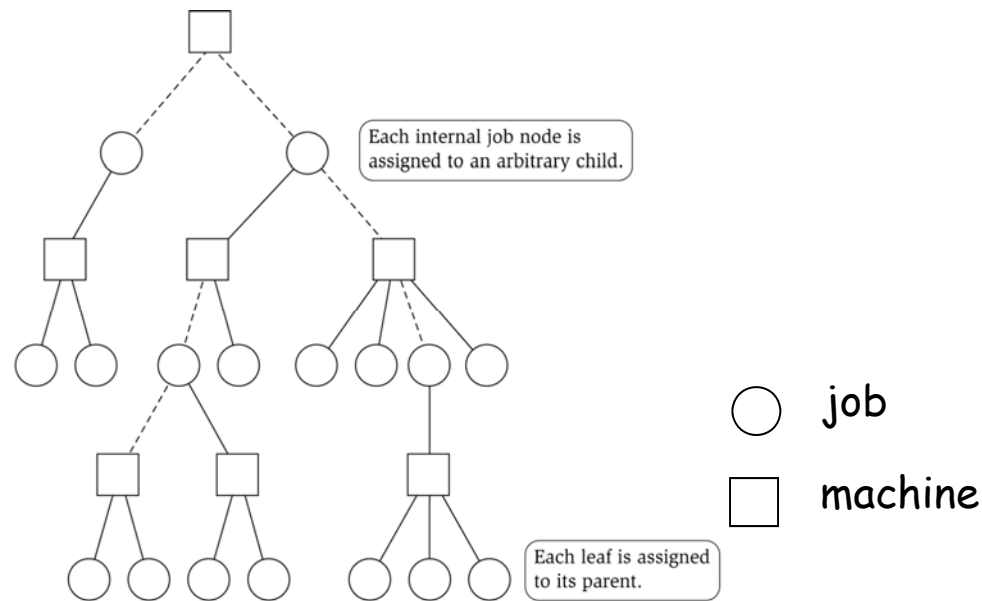 Each internal job node is
assigned to an arbitrary child.
job
machine
Each leaf is assigned
to its parent.